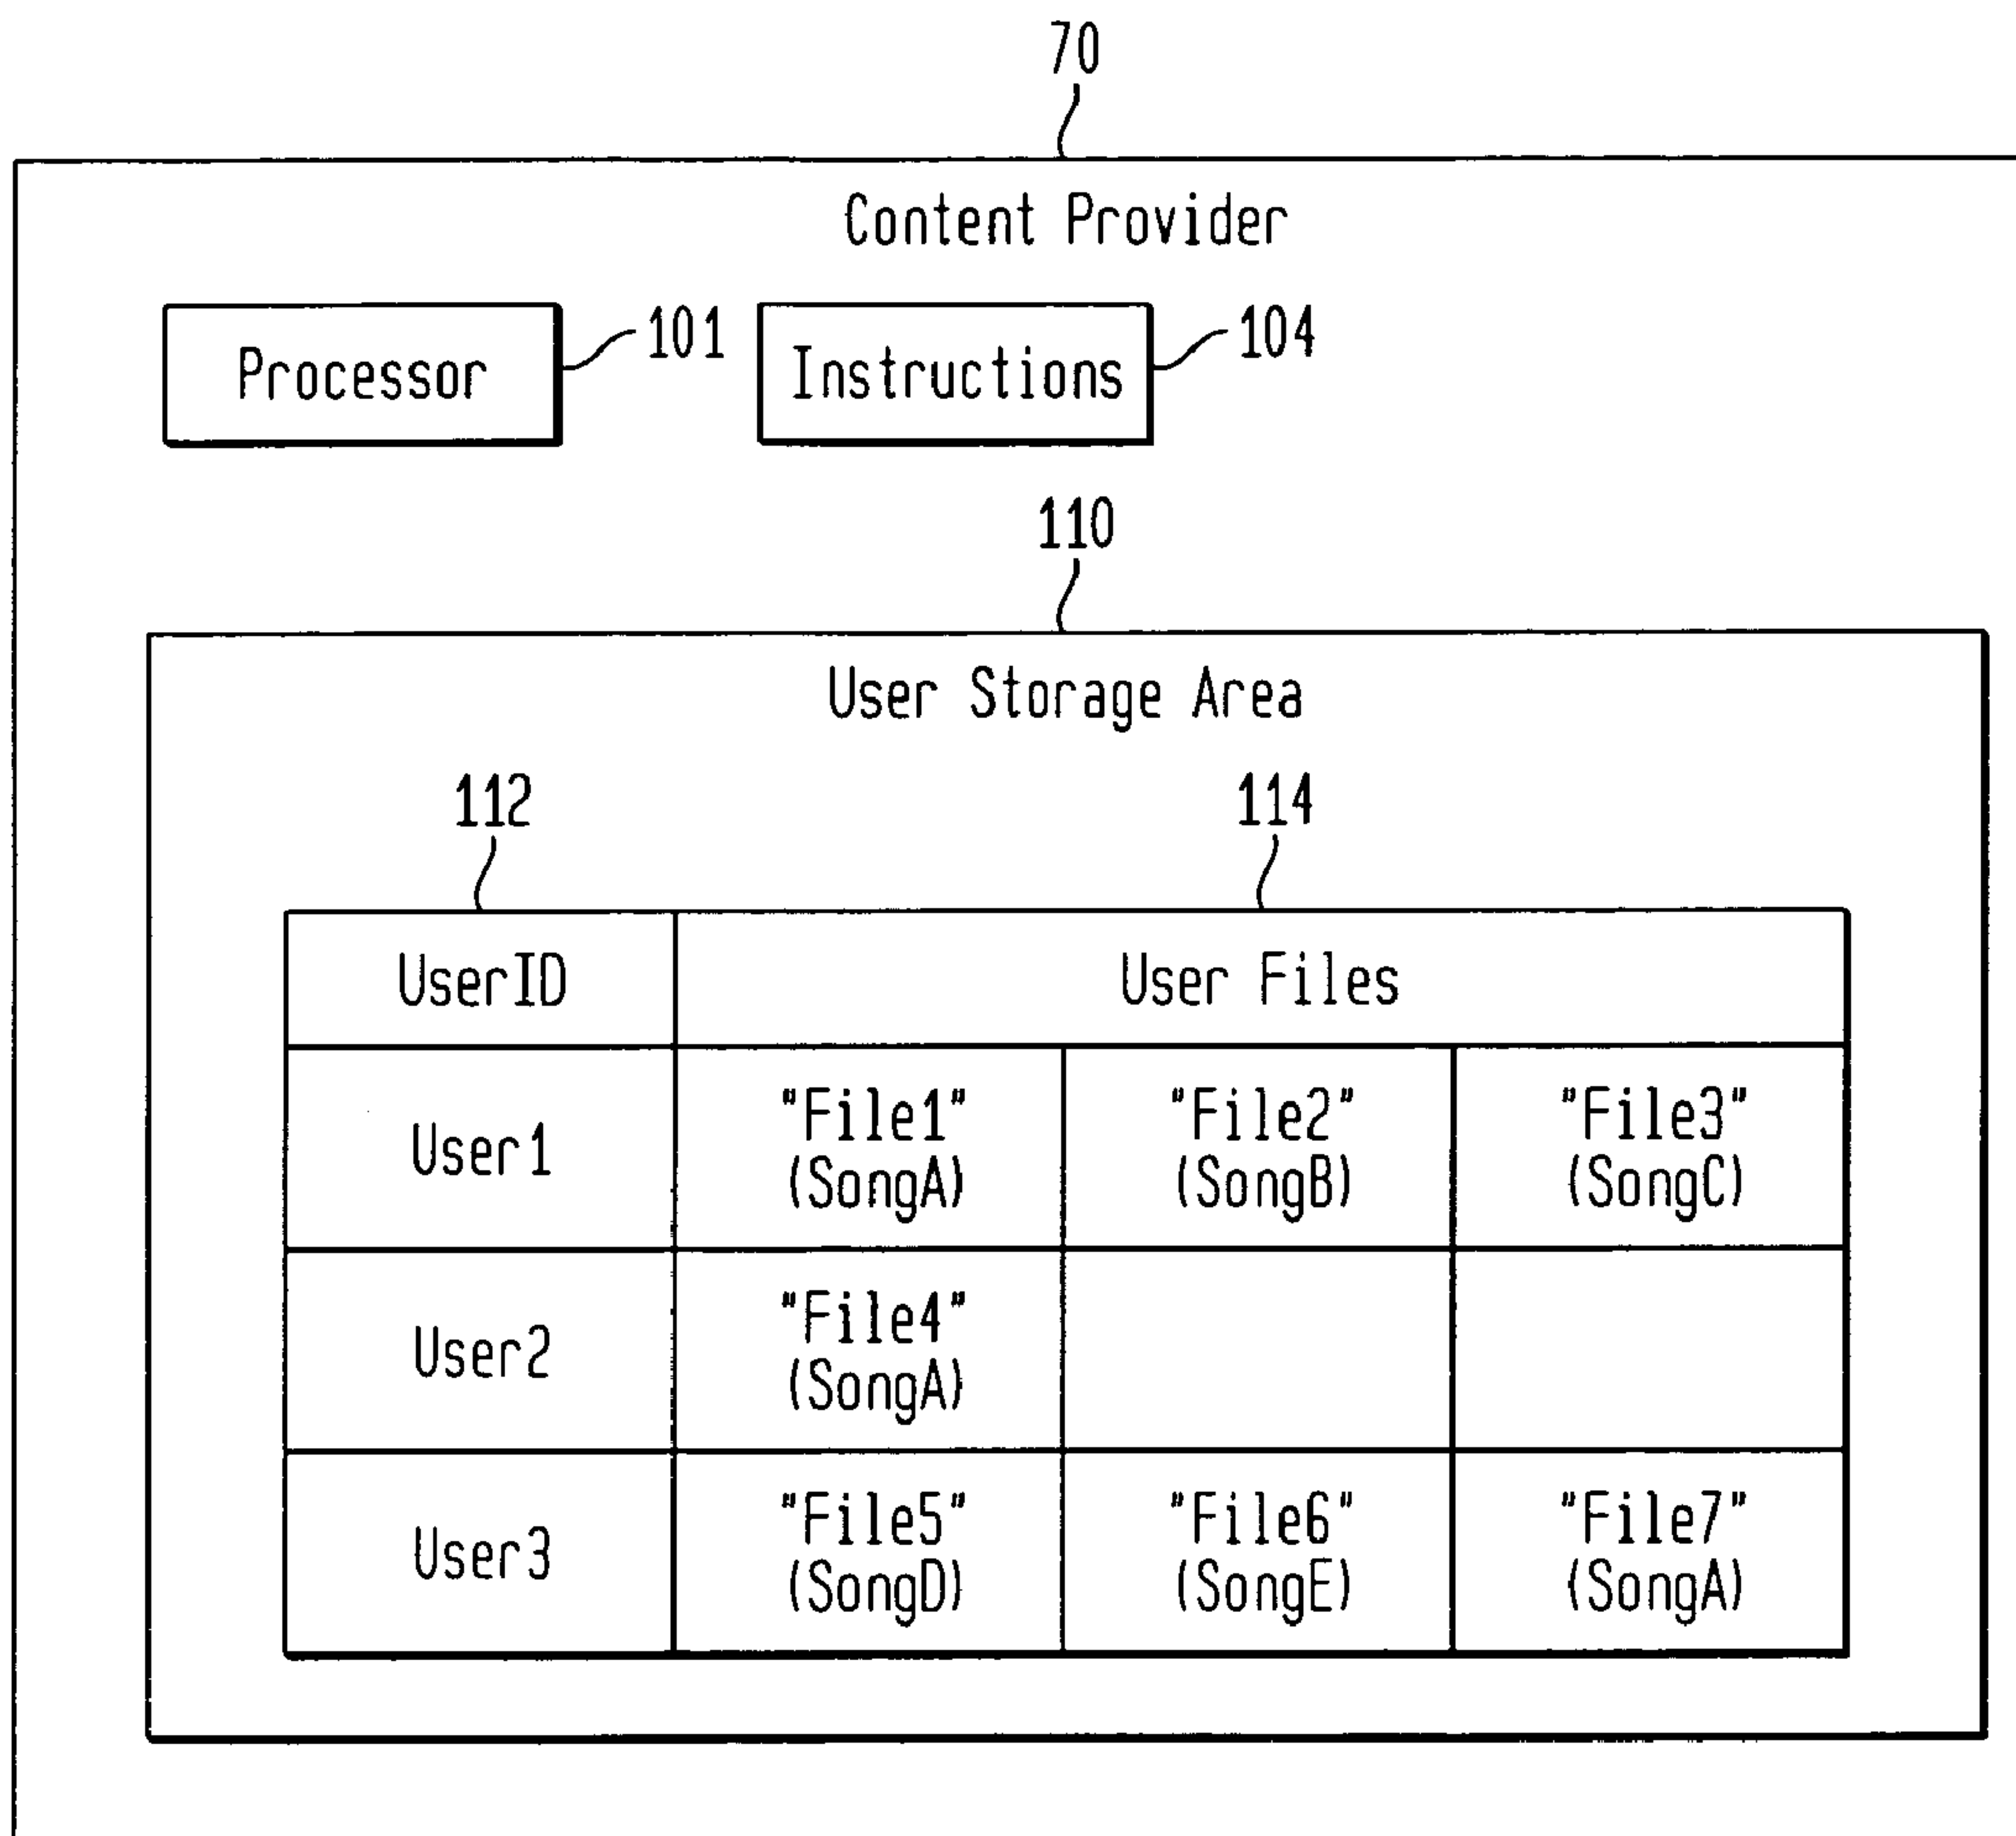 70
Content Provider
Processor
101
Instructions
104
110
User Storage Area
112
114
UserID
User Files
User1
"File1"
(SongA)
"File2"
(SongB)
"File3"
(SongC)
User2
"File4"
(SongA)
User3
"File5"
(SongD)
"File6"
(SongE)
"File7"
(SongA)